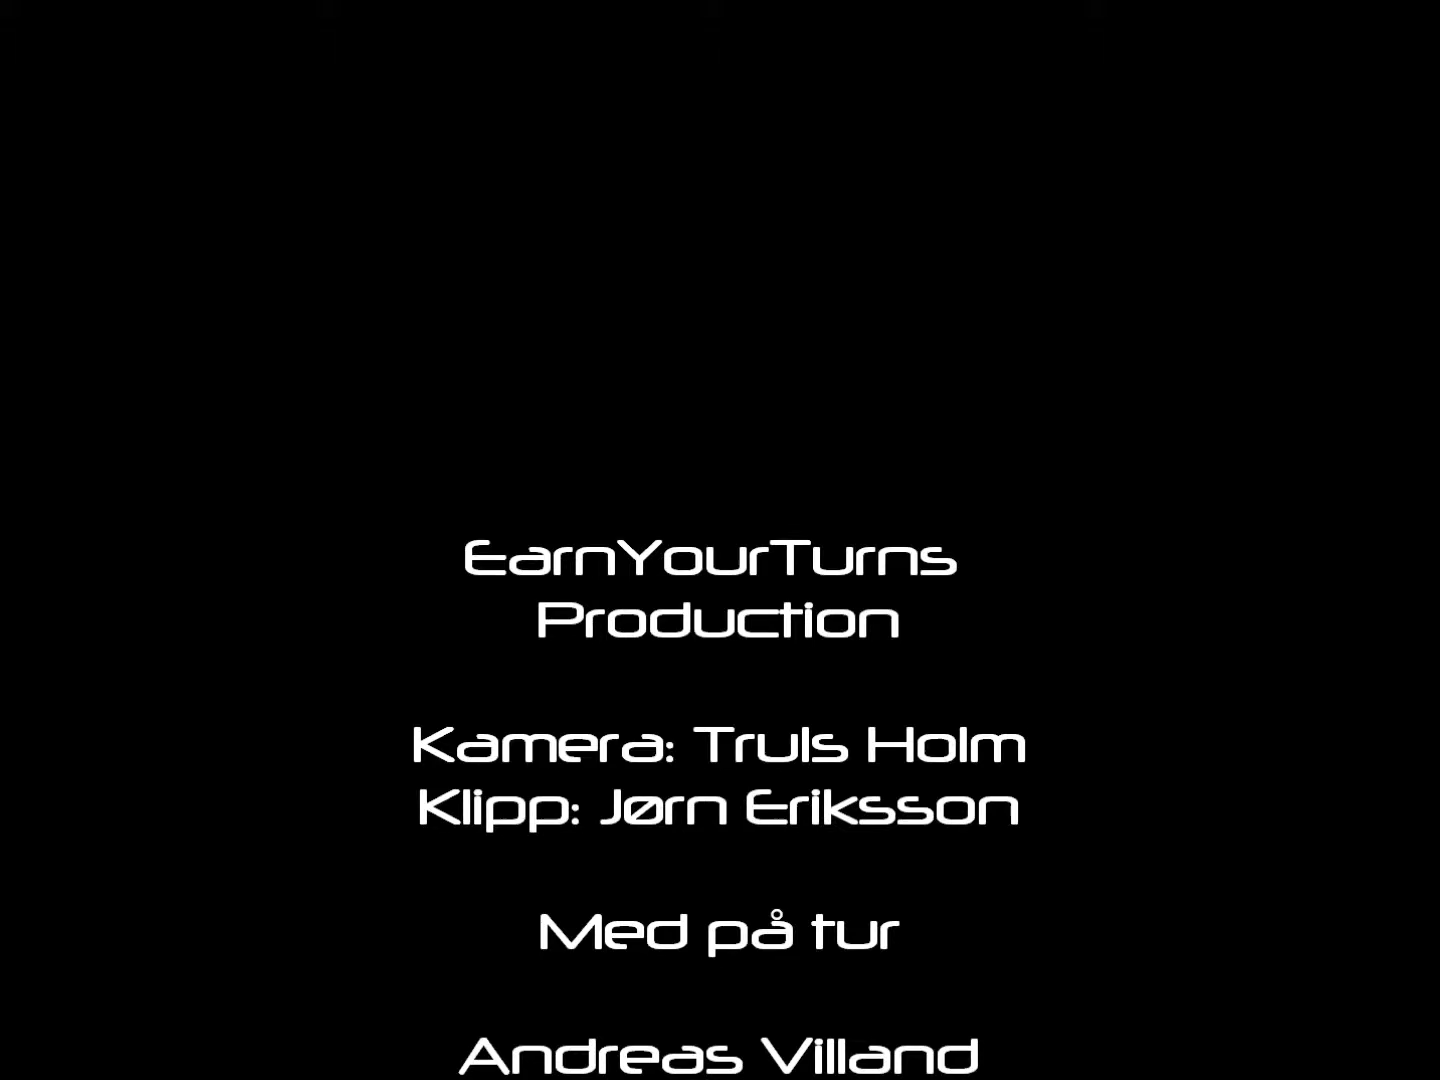 EarnYourTurns
Production
Kamera: Truls Holm
Klipp: Jørn Eriksson
Med på tur
Andreas Villand